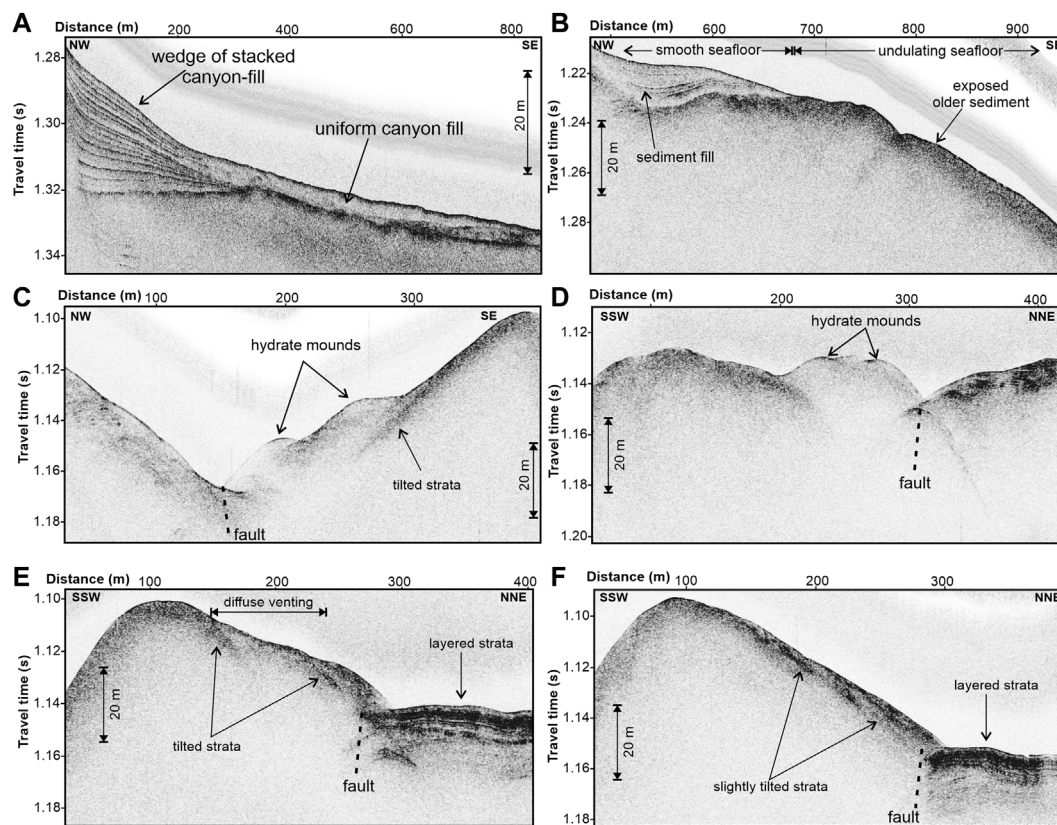 A
Distance (m) 200 400 600 800
NW
SE
wedge of stacked
canyon-fill
uniform canyon fill
20 m
Travel time (s)
1.28
1.30
1.32
1.34
B
Distance (m) 600 700 800 900
NW
SE
smooth seafloor
undulating seafloor
exposed
older sediment
sediment fill
20 m
Travel time (s)
1.22
1.24
1.26
1.28
C
Distance (m) 100 200 300
NW
SE
hydrate mounds
tilted strata
fault
20 m
Travel time (s)
1.10
1.12
1.14
1.16
1.18
D
Distance (m) 100 200 300 400
SSW
NNE
hydrate mounds
fault
20 m
Travel time (s)
1.12
1.14
1.16
1.18
1.20
E
Distance (m) 100 200 300 400
SSW
NNE
diffuse venting
layered strata
tilted strata
fault
20 m
Travel time (s)
1.10
1.12
1.14
1.16
1.18
F
Distance (m) 100 200 300
SSW
NNE
layered strata
slightly tilted strata
fault
20 m
Travel time (s)
1.10
1.12
1.14
1.16
1.18